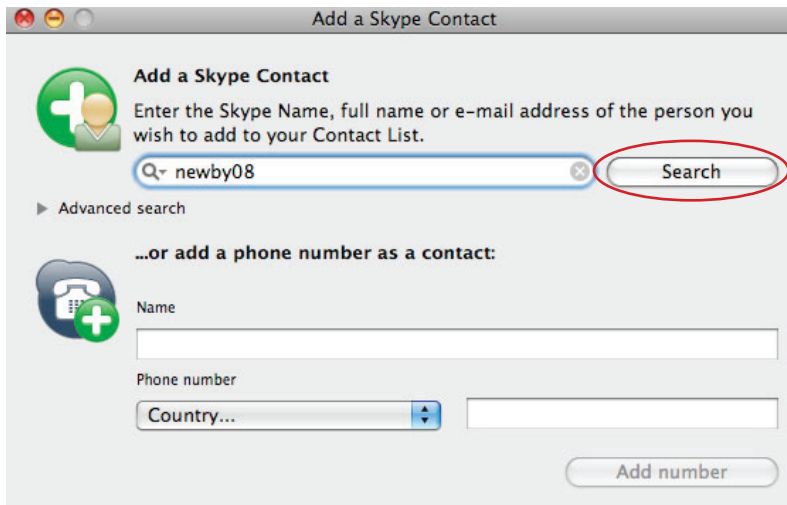 Add a Skype Contact
Add a Skype Contact
Enter the Skype Name, full name or e-mail address of the person you
wish to add to your Contact List.
newby08
Search
Advanced search
...or add a phone number as a contact:
Name
Phone number
Country...
Add number